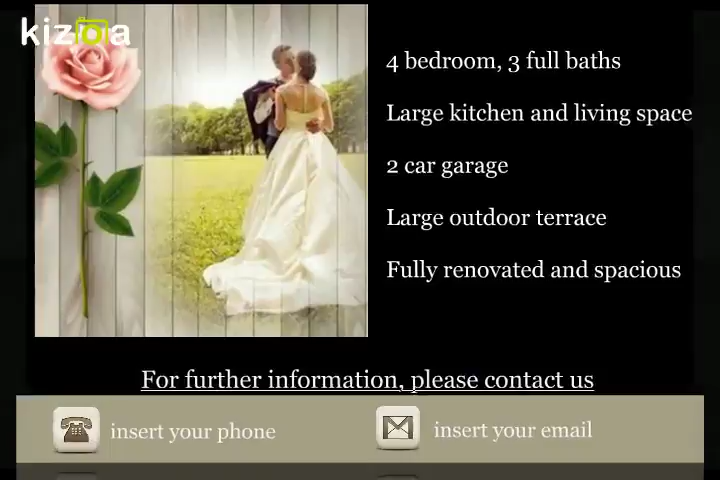 kizoa
4 bedroom, 3 full baths
Large kitchen and living space
2 car garage
Large outdoor terrace
Fully renovated and spacious
For further information, please contact us
insert your phone
insert your email